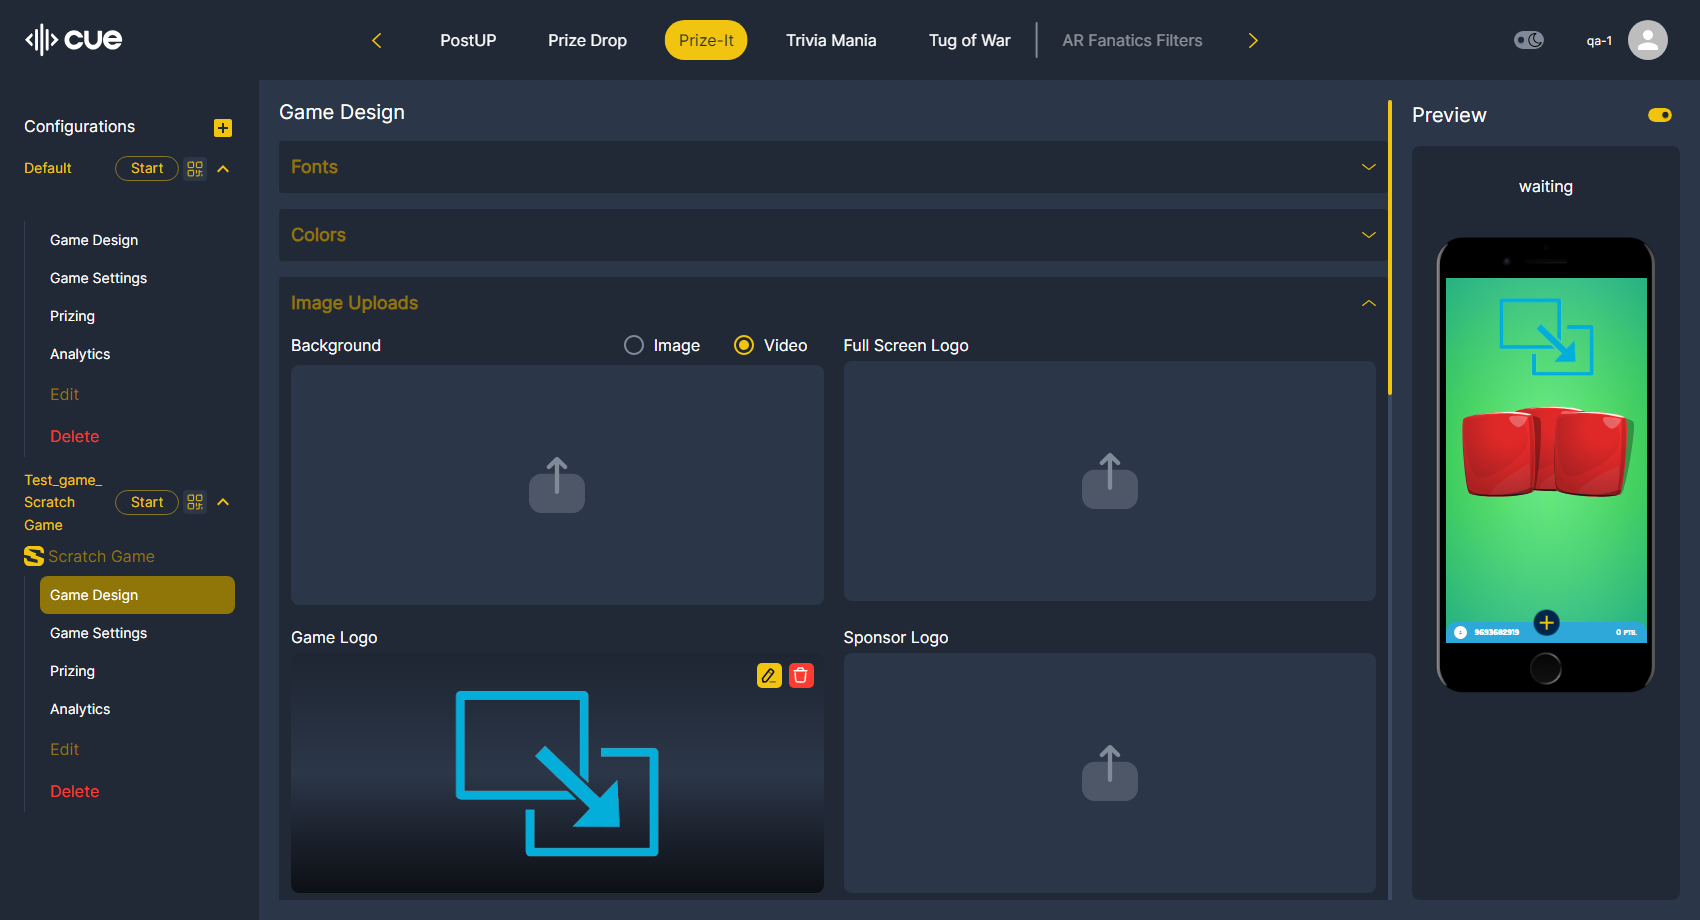 cue
PostUP
Prize Drop
Prize-It
Trivia Mania
Tug of War
AR Fanatics Filters
qa-1
Configurations
Default
Start
Game Design
Game Settings
Prizing
Analytics
Edit
Delete
Test_game_
Scratch
Game
Start
Scratch Game
Game Design
Game Settings
Prizing
Analytics
Edit
Delete
Game Design
Fonts
Colors
Image Uploads
Background
Image
Video
Full Screen Logo
Game Logo
Sponsor Logo
Preview
waiting
9693682919
0 PTS.